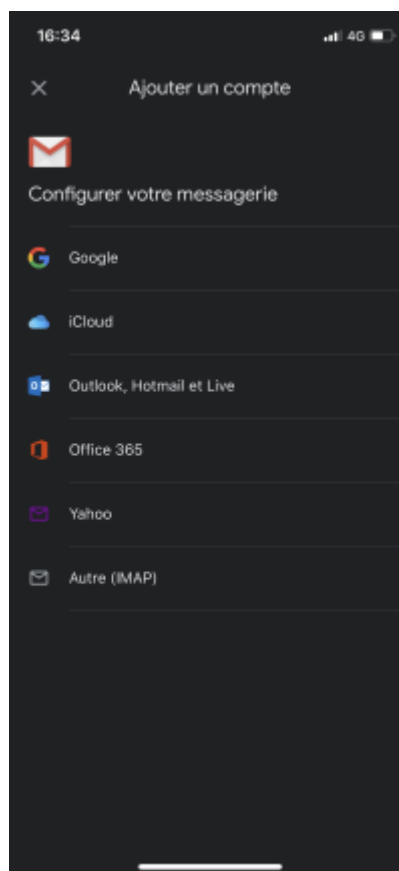 16:34 4G
Ajouter un compte
Configurer votre messagerie
Google
iCloud
Outlook, Hotmail et Live
Office 365
Yahoo
Autre (IMAP)